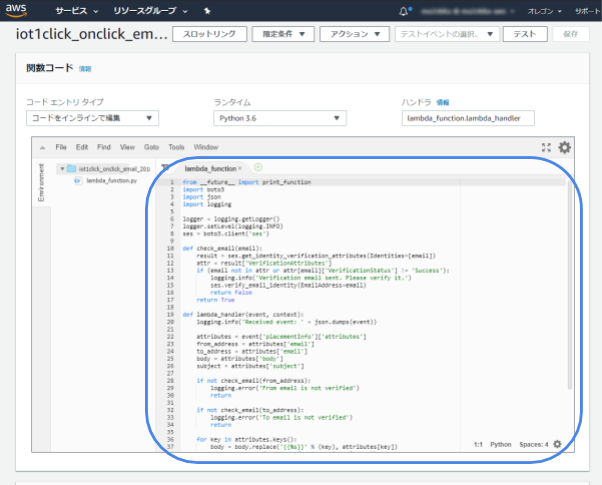 aws
サービス リソースグループ オレゴン サポート
iot1click_onclick_em... スロットリング 限定条件 アクション テストイベントの選択.. テスト 保存
関数コード 情報
コード エントリ タイプ ランタイム ハンドラ 情報
コードをインラインで編集 Python 3.6 lambda_function.lambda_handler
File Edit Find View Goto Tools Window
Environment
iot1click_onclick_email_201
lambda_function.py
lambda_function ×
1 from __future__ import print_function
2 import boto3
3 import json
4 import logging
5
6 logger = logging.getLogger()
7 logger.setLevel(logging.INFO)
8 ses = boto3.client('ses')
9
10 def check_email(email):
11 result = ses.get_identity_verification_attributes(Identities=[email])
12 attr = result['VerificationAttributes']
13 if (email not in attr or attr[email]['VerificationStatus'] != 'Success'):
14 logging.info('Verification email sent. Please verify it.')
15 ses.verify_email_identity(EmailAddress=email)
16 return False
17 return True
18
19 def lambda_handler(event, context):
20 logging.info('Received event: ' + json.dumps(event))
21
22 attributes = event['placementInfo']['attributes']
23 from_address = attributes['email']
24 to_address = attributes['email']
25 body = attributes['body']
26 subject = attributes['subject']
27
28 if not check_email(from_address):
29 logging.error('From email is not verified')
30 return
31
32 if not check_email(to_address):
33 logging.error('To email is not verified')
34 return
35
36 for key in attributes.keys():
37 body = body.replace('{{%s}}' % (key), attributes[key])
1:1 Python Spaces: 4